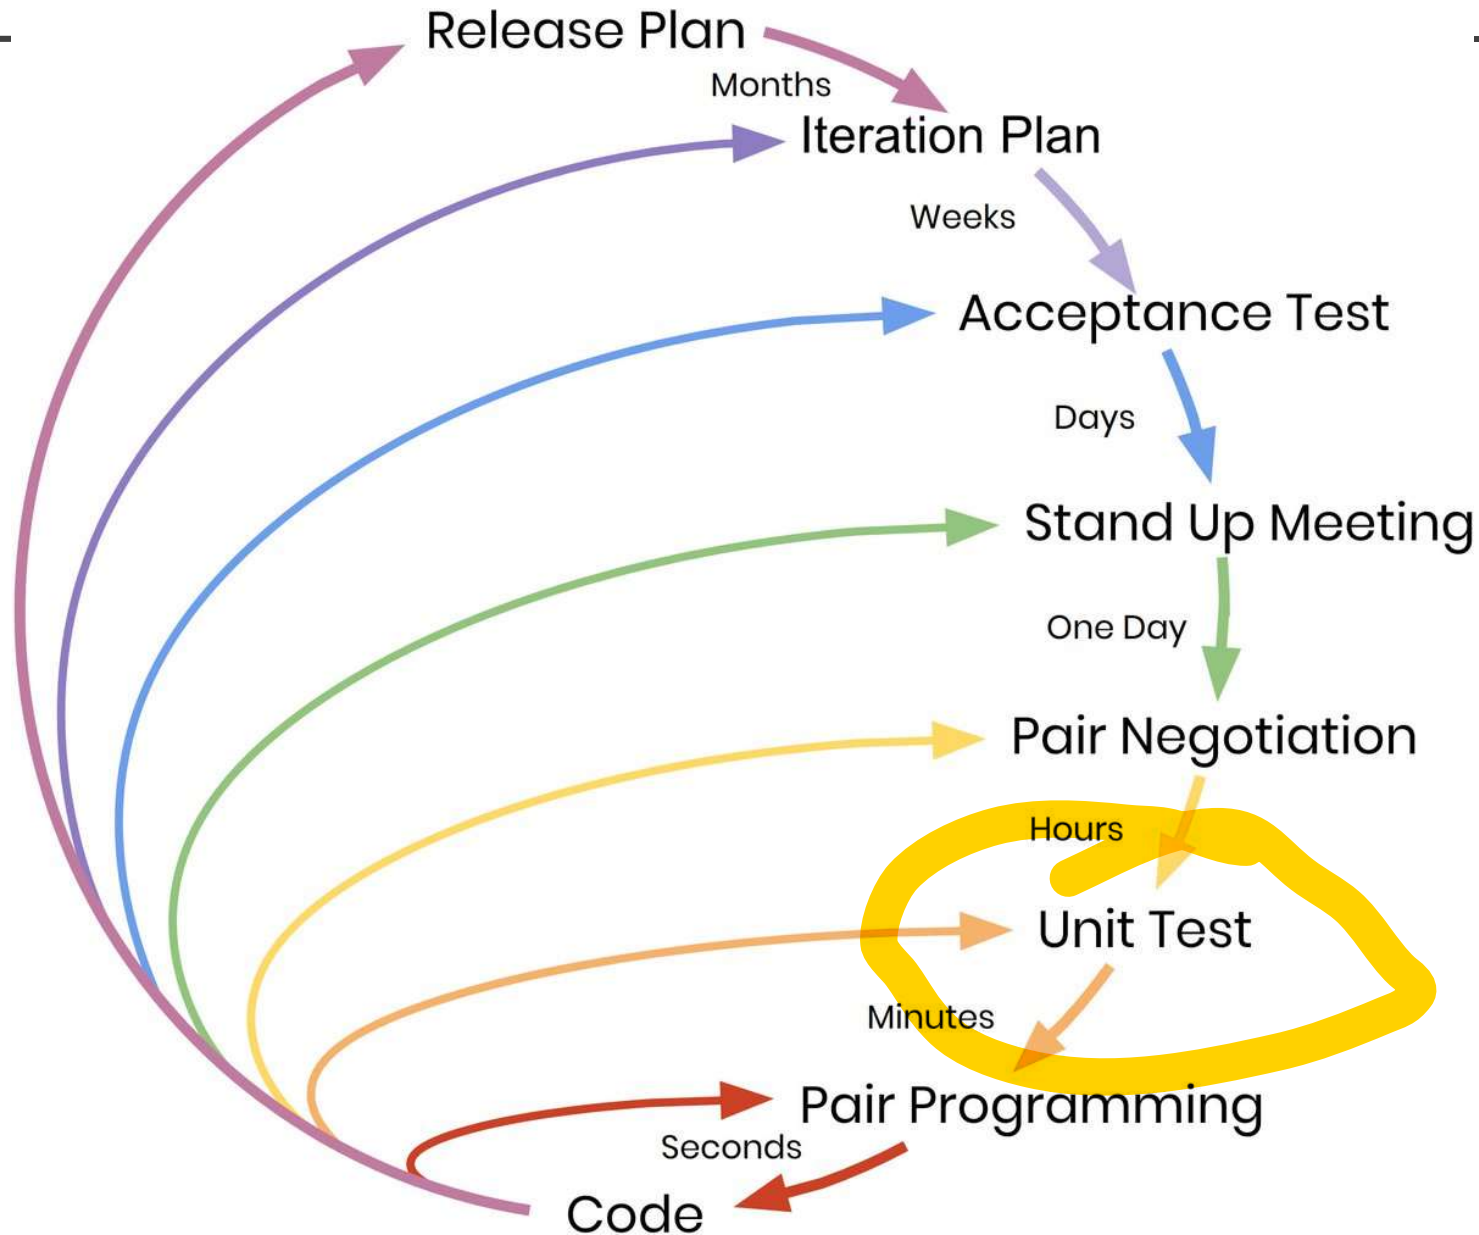 Release Plan
Months
Iteration Plan
Weeks
Acceptance Test
Days
Stand Up Meeting
One Day
Pair Negotiation
Hours
Unit Test
Minutes
Pair Programming
Seconds
Code